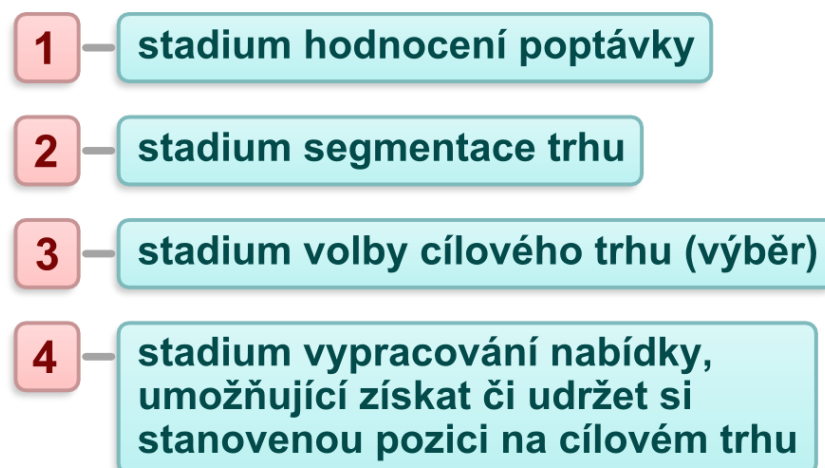 1 stadium hodnocení poptávky
2 stadium segmentace trhu
3 stadium volby cílového trhu (výběr)
4 stadium vypracování nabídky,
umožňující získat či udržet si
stanovenou pozici na cílovém trhu